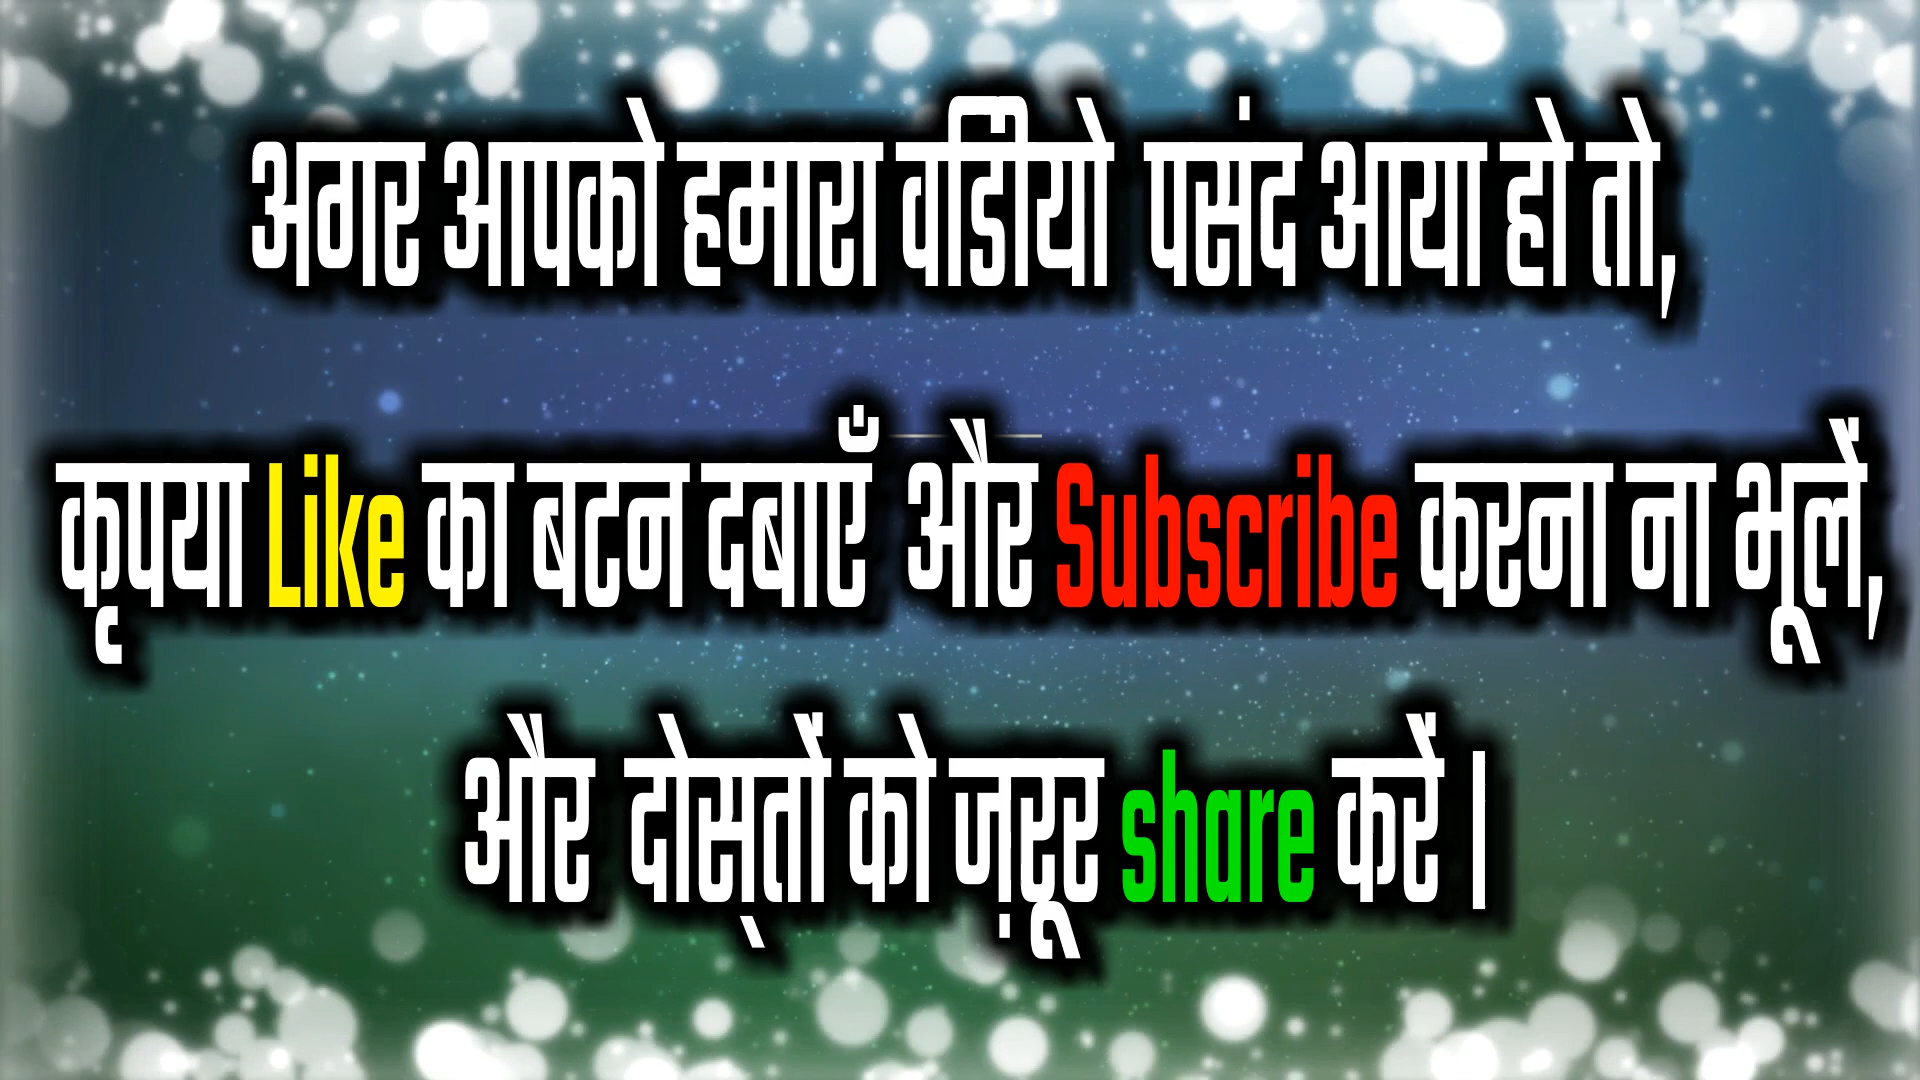 अगर आपको हमारा विडीियो पसंद आया हो तो,
कृपया Like का बटन दबाएँ और Subscribe करना ना भूलें,
और दोस्तों को ज़रूर share करें |